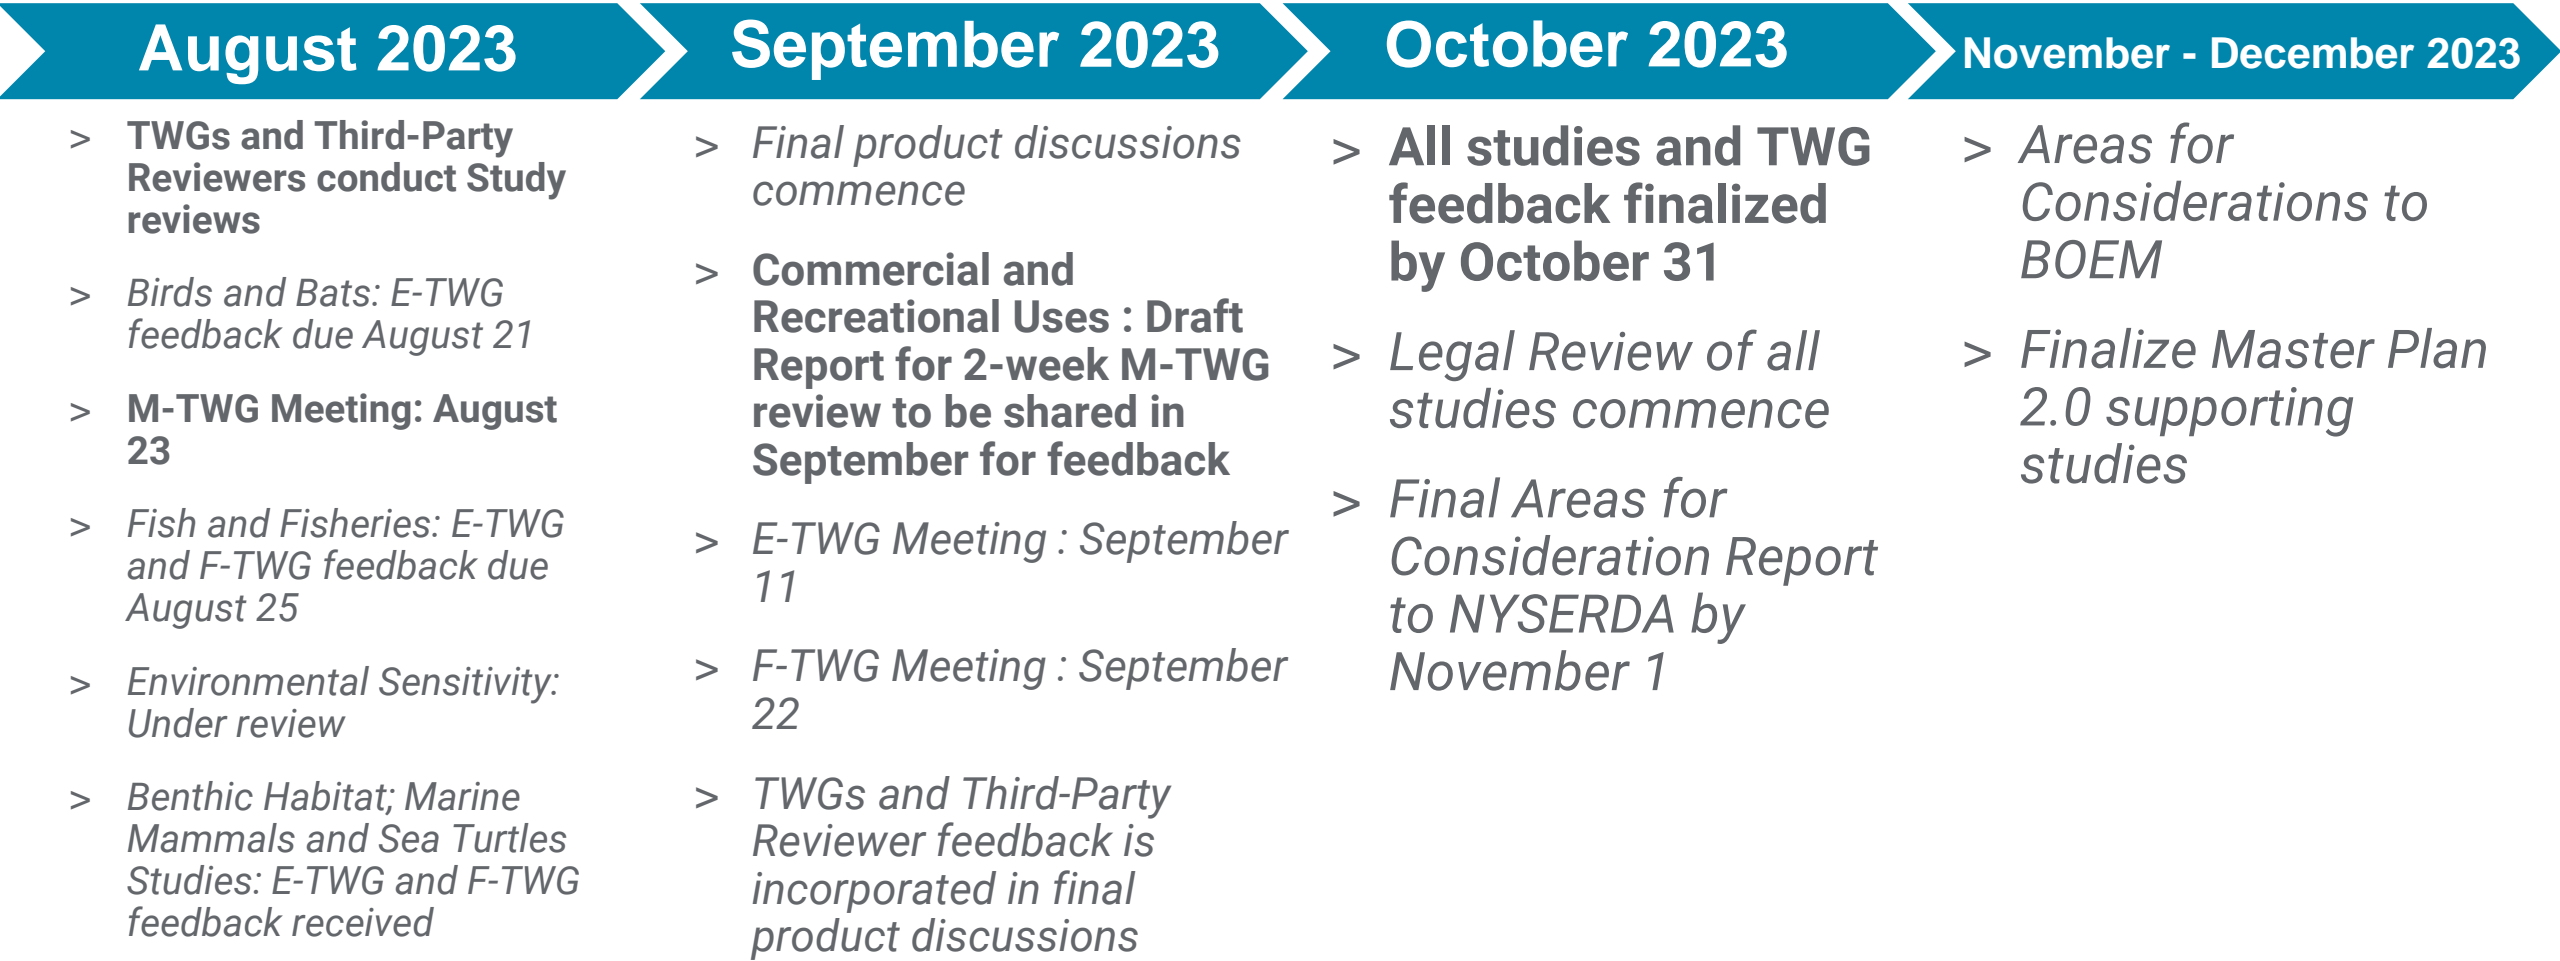 August 2023
> TWGs and Third-Party
Reviewers conduct Study
reviews
> Birds and Bats: E-TWG
feedback due August 21
> M-TWG Meeting: August
23
> Fish and Fisheries: E-TWG
and F-TWG feedback due
August 25
> Environmental Sensitivity:
Under review
> Benthic Habitat; Marine
Mammals and Sea Turtles
Studies: E-TWG and F-TWG
feedback received
September 2023
> Final product discussions
commence
> Commercial and
Recreational Uses : Draft
Report for 2-week M-TWG
review to be shared in
September for feedback
> E-TWG Meeting : September
11
> F-TWG Meeting : September
22
> TWGs and Third-Party
Reviewer feedback is
incorporated in final
product discussions
October 2023
> All studies and TWG
feedback finalized
by October 31
> Legal Review of all
studies commence
> Final Areas for
Consideration Report
to NYSERDA by
November 1
November - December 2023
> Areas for
Considerations to
BOEM
> Finalize Master Plan
2.0 supporting
studies